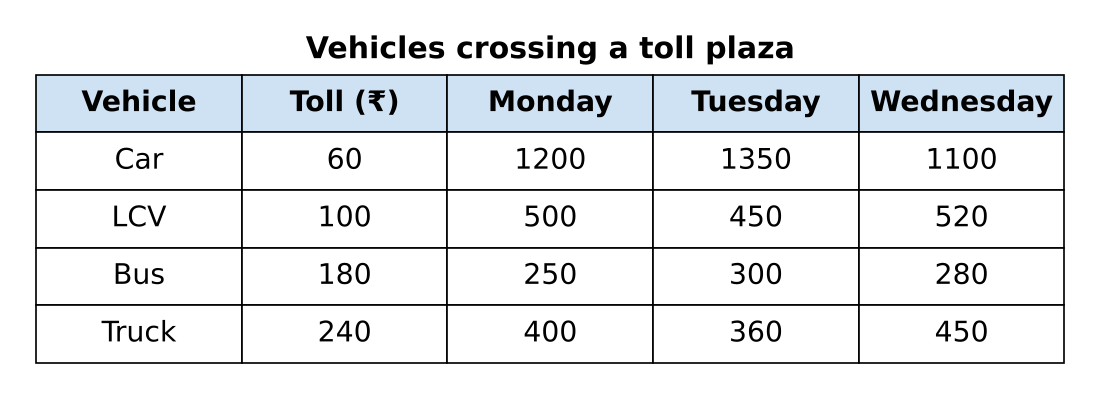 Vehicles crossing a toll plaza
Vehicle Toll (₹) Monday Tuesday Wednesday
Car 60 1200 1350 1100
LCV 100 500 450 520
Bus 180 250 300 280
Truck 240 400 360 450